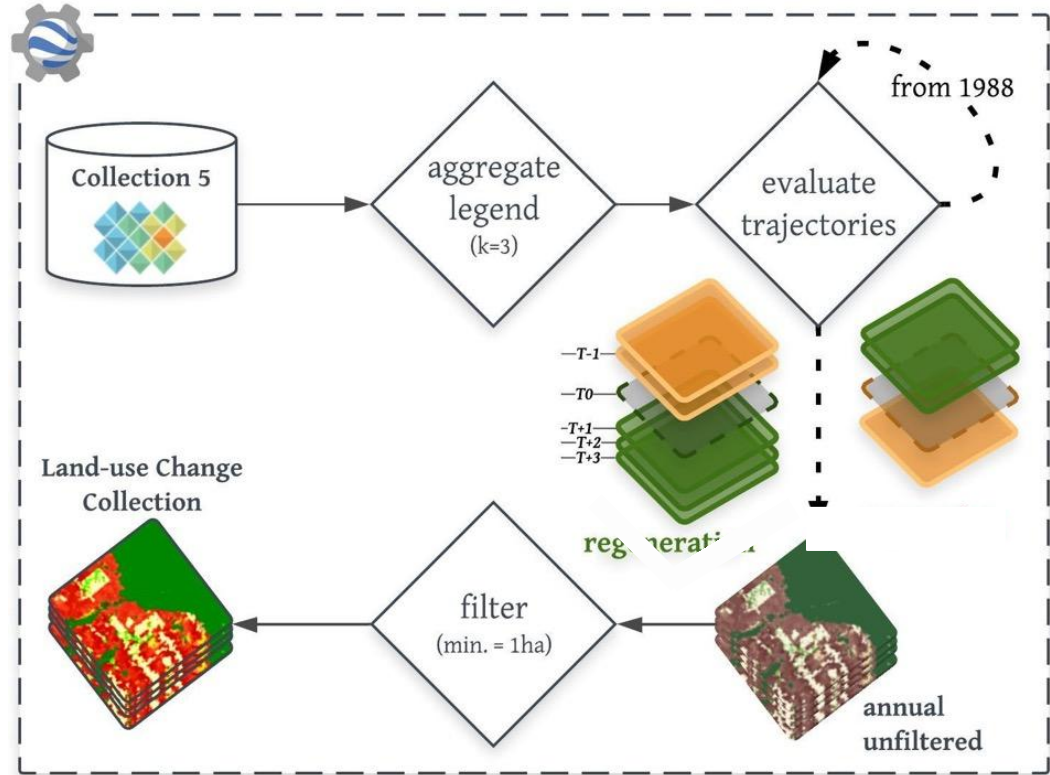 Collection 5
aggregate
legend
(k=3)
evaluate
trajectories
from 1988
T-1
T0
T+1
T+2
T+3
Land-use Change
Collection
filter
(min. = 1ha)
annual
unfiltered